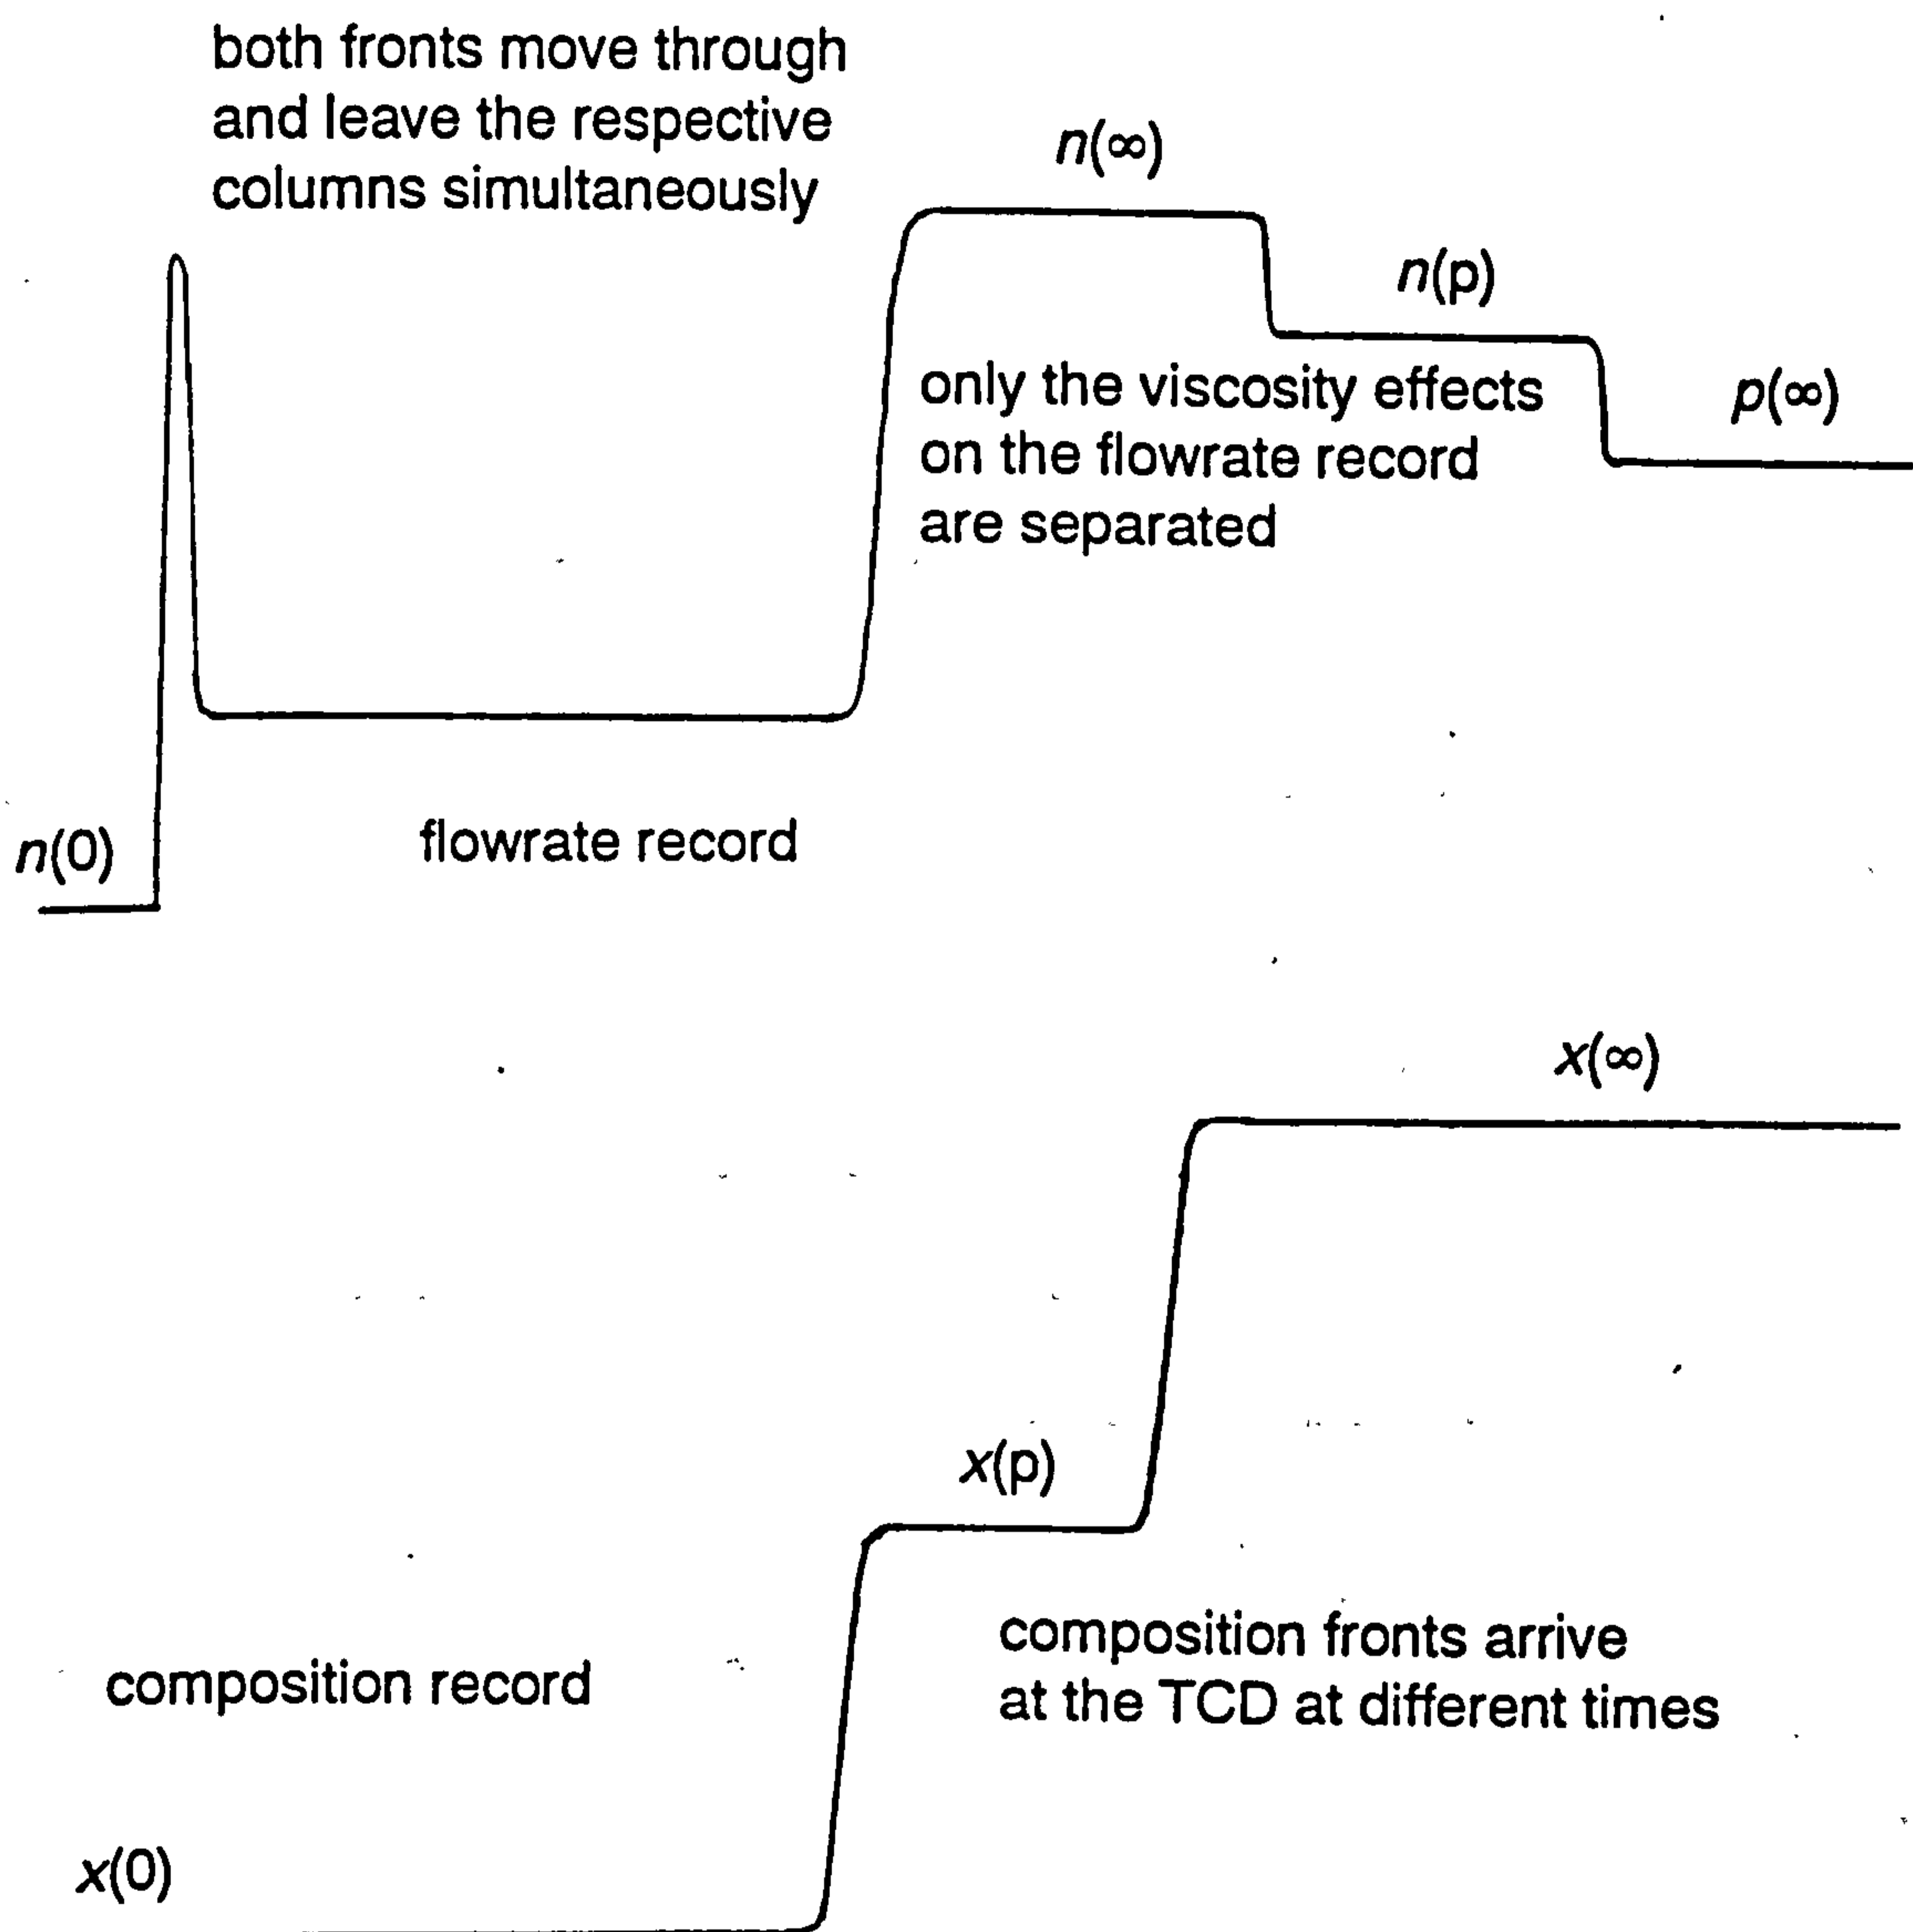 both fronts move through
and leave the respective
columns simultaneously
n(∞)
n(p)
p(∞)
only the viscosity effects
on the flowrate record
are separated
n(0)
flowrate record
x(∞)
x(p)
composition fronts arrive
at the TCD at different times
composition record
x(0)